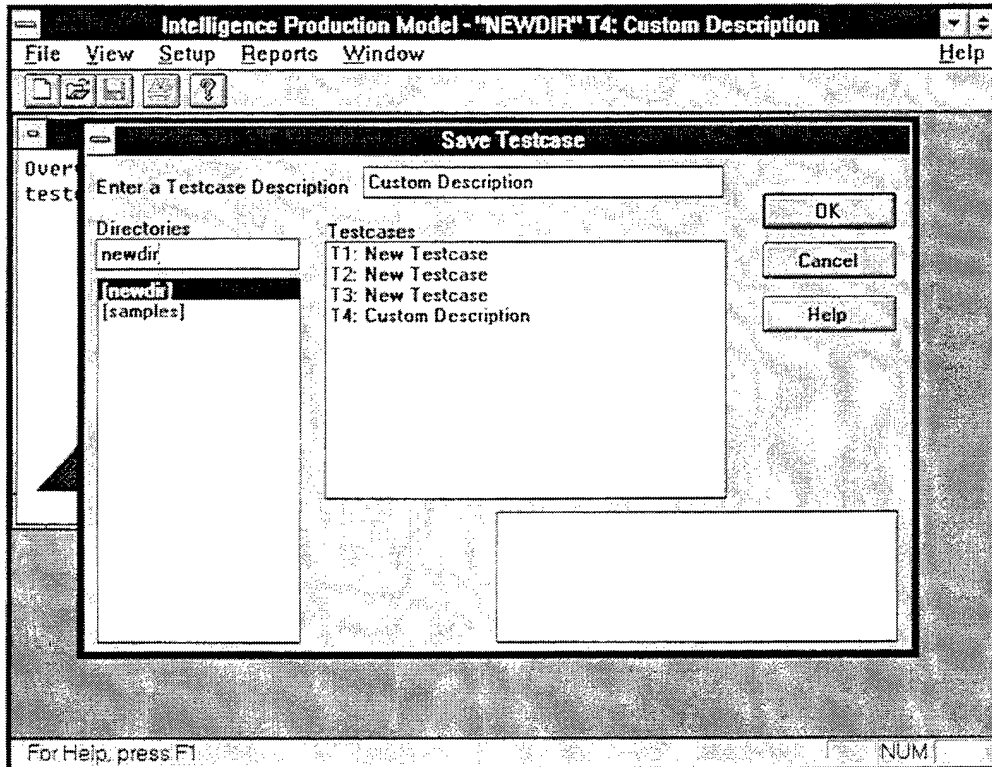 Intelligence Production Model - "NEWDIR" T4: Custom Description
File View Setup Reports Window Help
Save Testcase
Enter a Testcase Description Custom Description
OK
Directories Testcases
newdir
Cancel
[newdir]
[samples]
T1: New Testcase
T2: New Testcase
T3: New Testcase
T4: Custom Description
Help
For Help, press F1 NUM